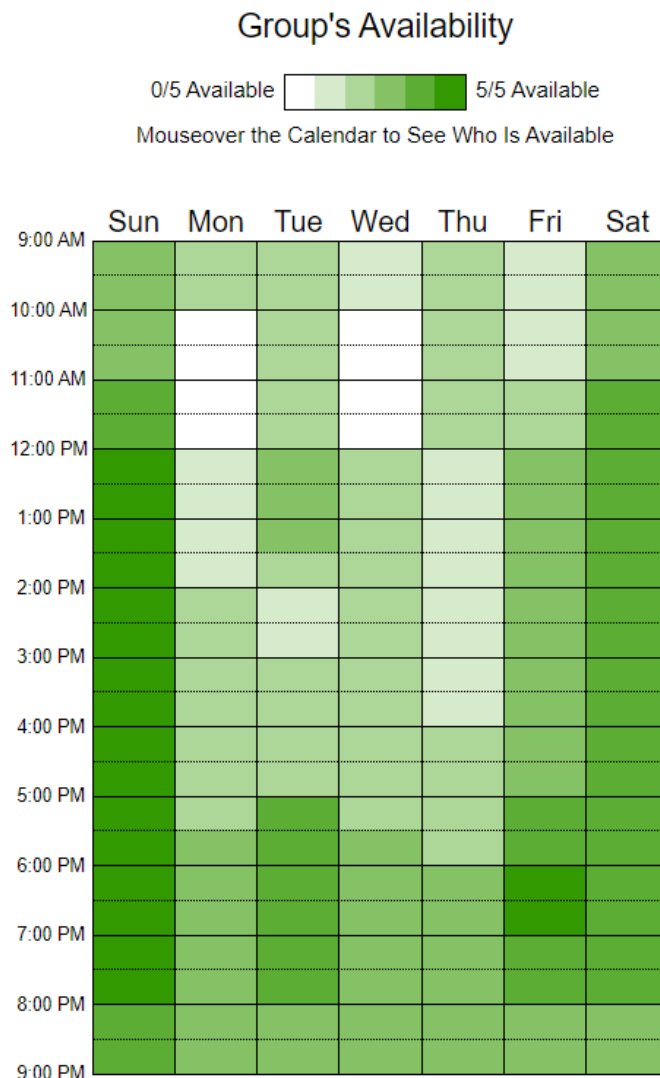 Group's Availability
0/5 Available 5/5 Available
Mouseover the Calendar to See Who Is Available
Sun Mon Tue Wed Thu Fri Sat
9:00 AM
10:00 AM
11:00 AM
12:00 PM
1:00 PM
2:00 PM
3:00 PM
4:00 PM
5:00 PM
6:00 PM
7:00 PM
8:00 PM
9:00 PM